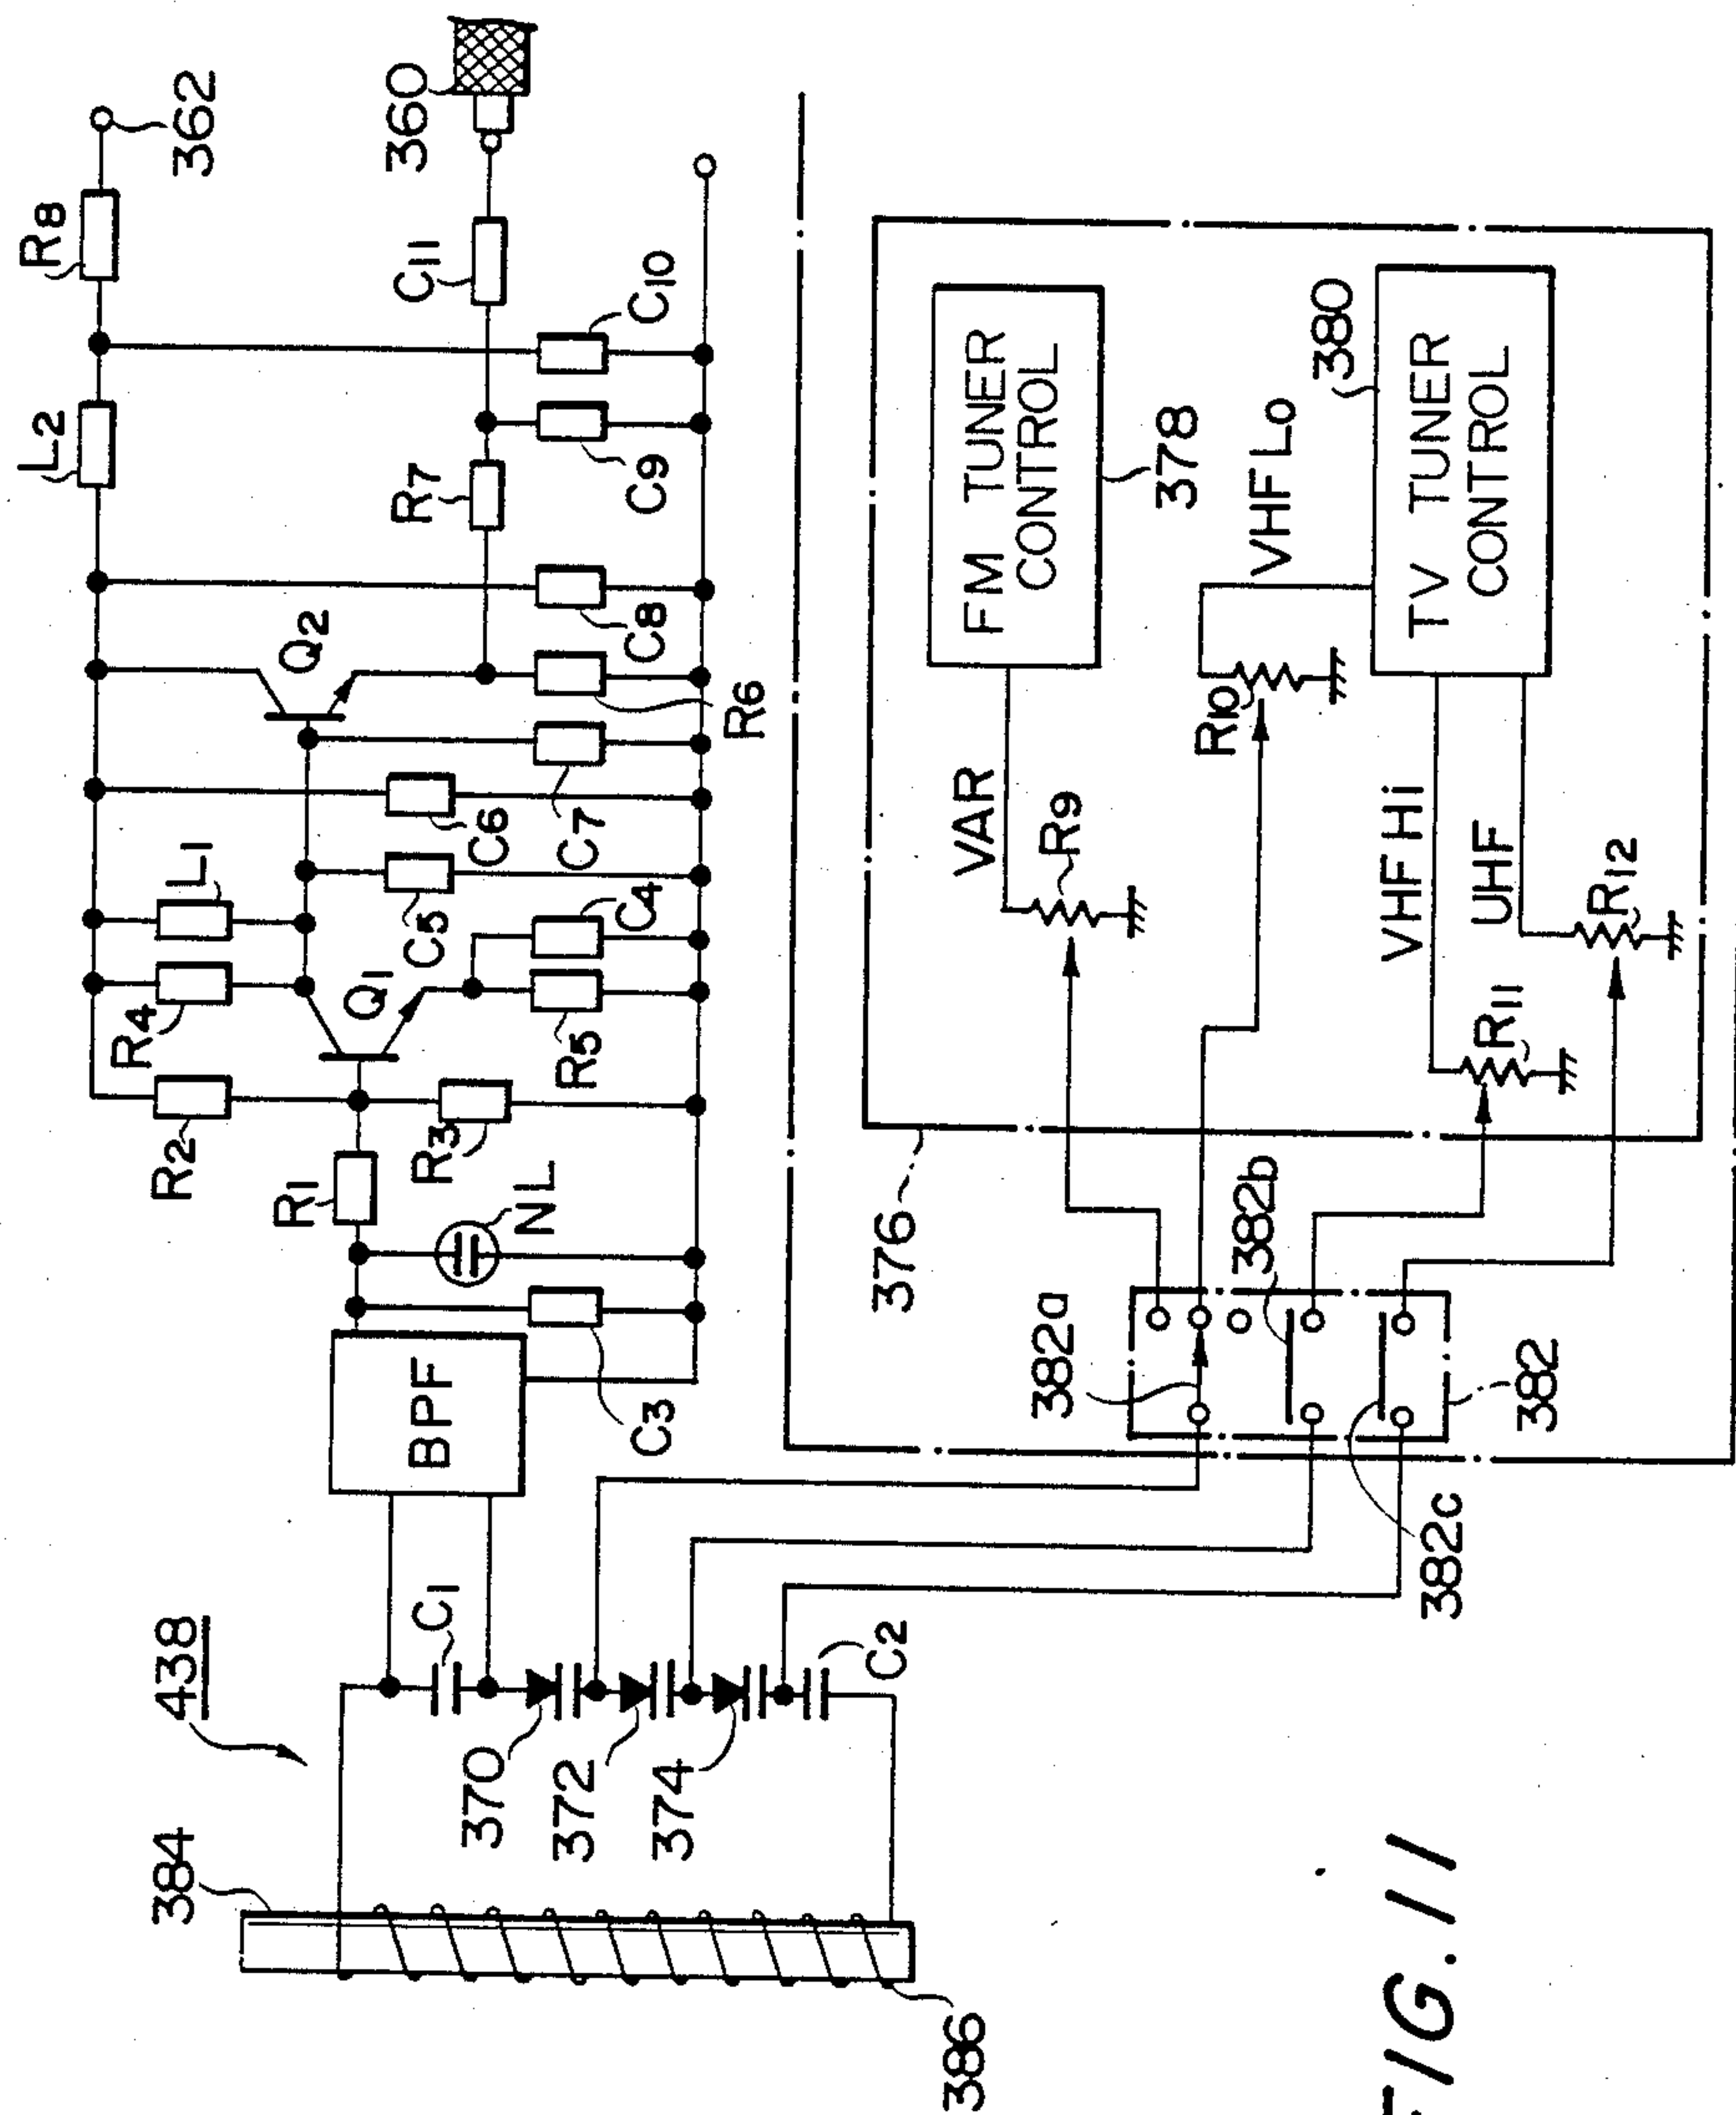 R8
362
L2
360
C11
C10
R7
C9
Q2
C8
R6
C7
C6
L1
C5
C4
Q1
R4
R5
R2
R3
R1
NL
BPF
C3
438
C1
C2
370
372
374
384
386
FM TUNER
CONTROL
378
VHF Lo
380
TV TUNER
CONTROL
VAR
R9
R10
VHF Hi
UHF
R11
R12
376
382a
382b
382c
382
FIG. 11